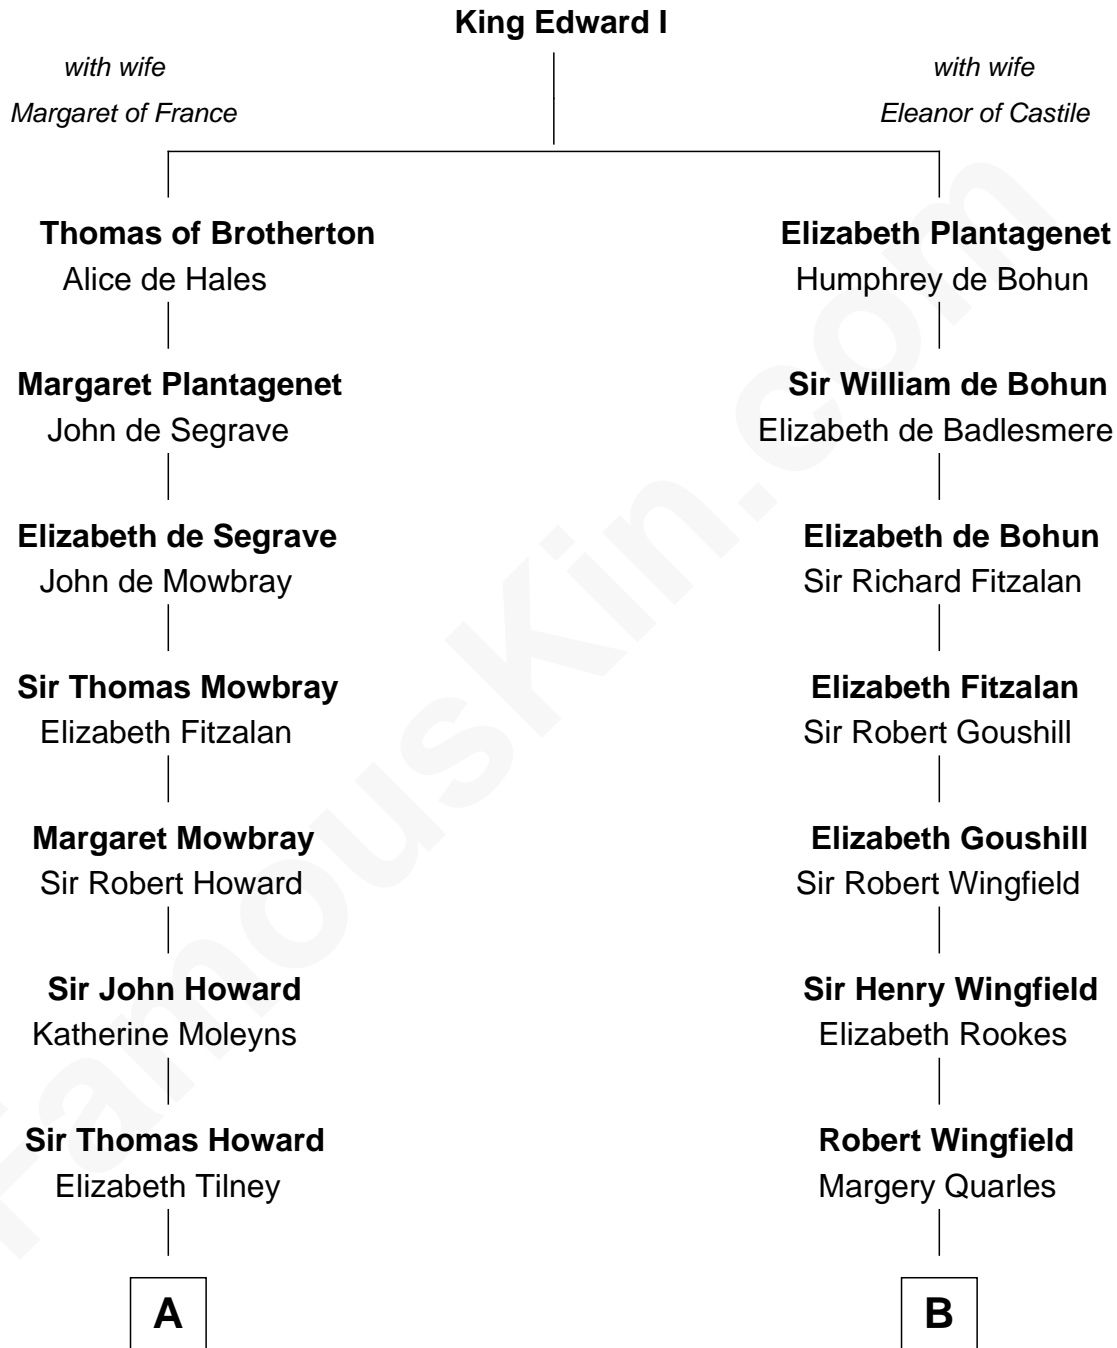 King Edward I
with wife
Margaret of France
with wife
Eleanor of Castile
Thomas of Brotherton
Alice de Hales
Elizabeth Plantagenet
Humphrey de Bohun
Margaret Plantagenet
John de Segrave
Sir William de Bohun
Elizabeth de Badlesmere
Elizabeth de Segrave
John de Mowbray
Elizabeth de Bohun
Sir Richard Fitzalan
Sir Thomas Mowbray
Elizabeth Fitzalan
Elizabeth Fitzalan
Sir Robert Goushill
Margaret Mowbray
Sir Robert Howard
Elizabeth Goushill
Sir Robert Wingfield
Sir John Howard
Katherine Moleyns
Sir Henry Wingfield
Elizabeth Rookes
Sir Thomas Howard
Elizabeth Tilney
Robert Wingfield
Margery Quarles
A
B
FamousKin.com